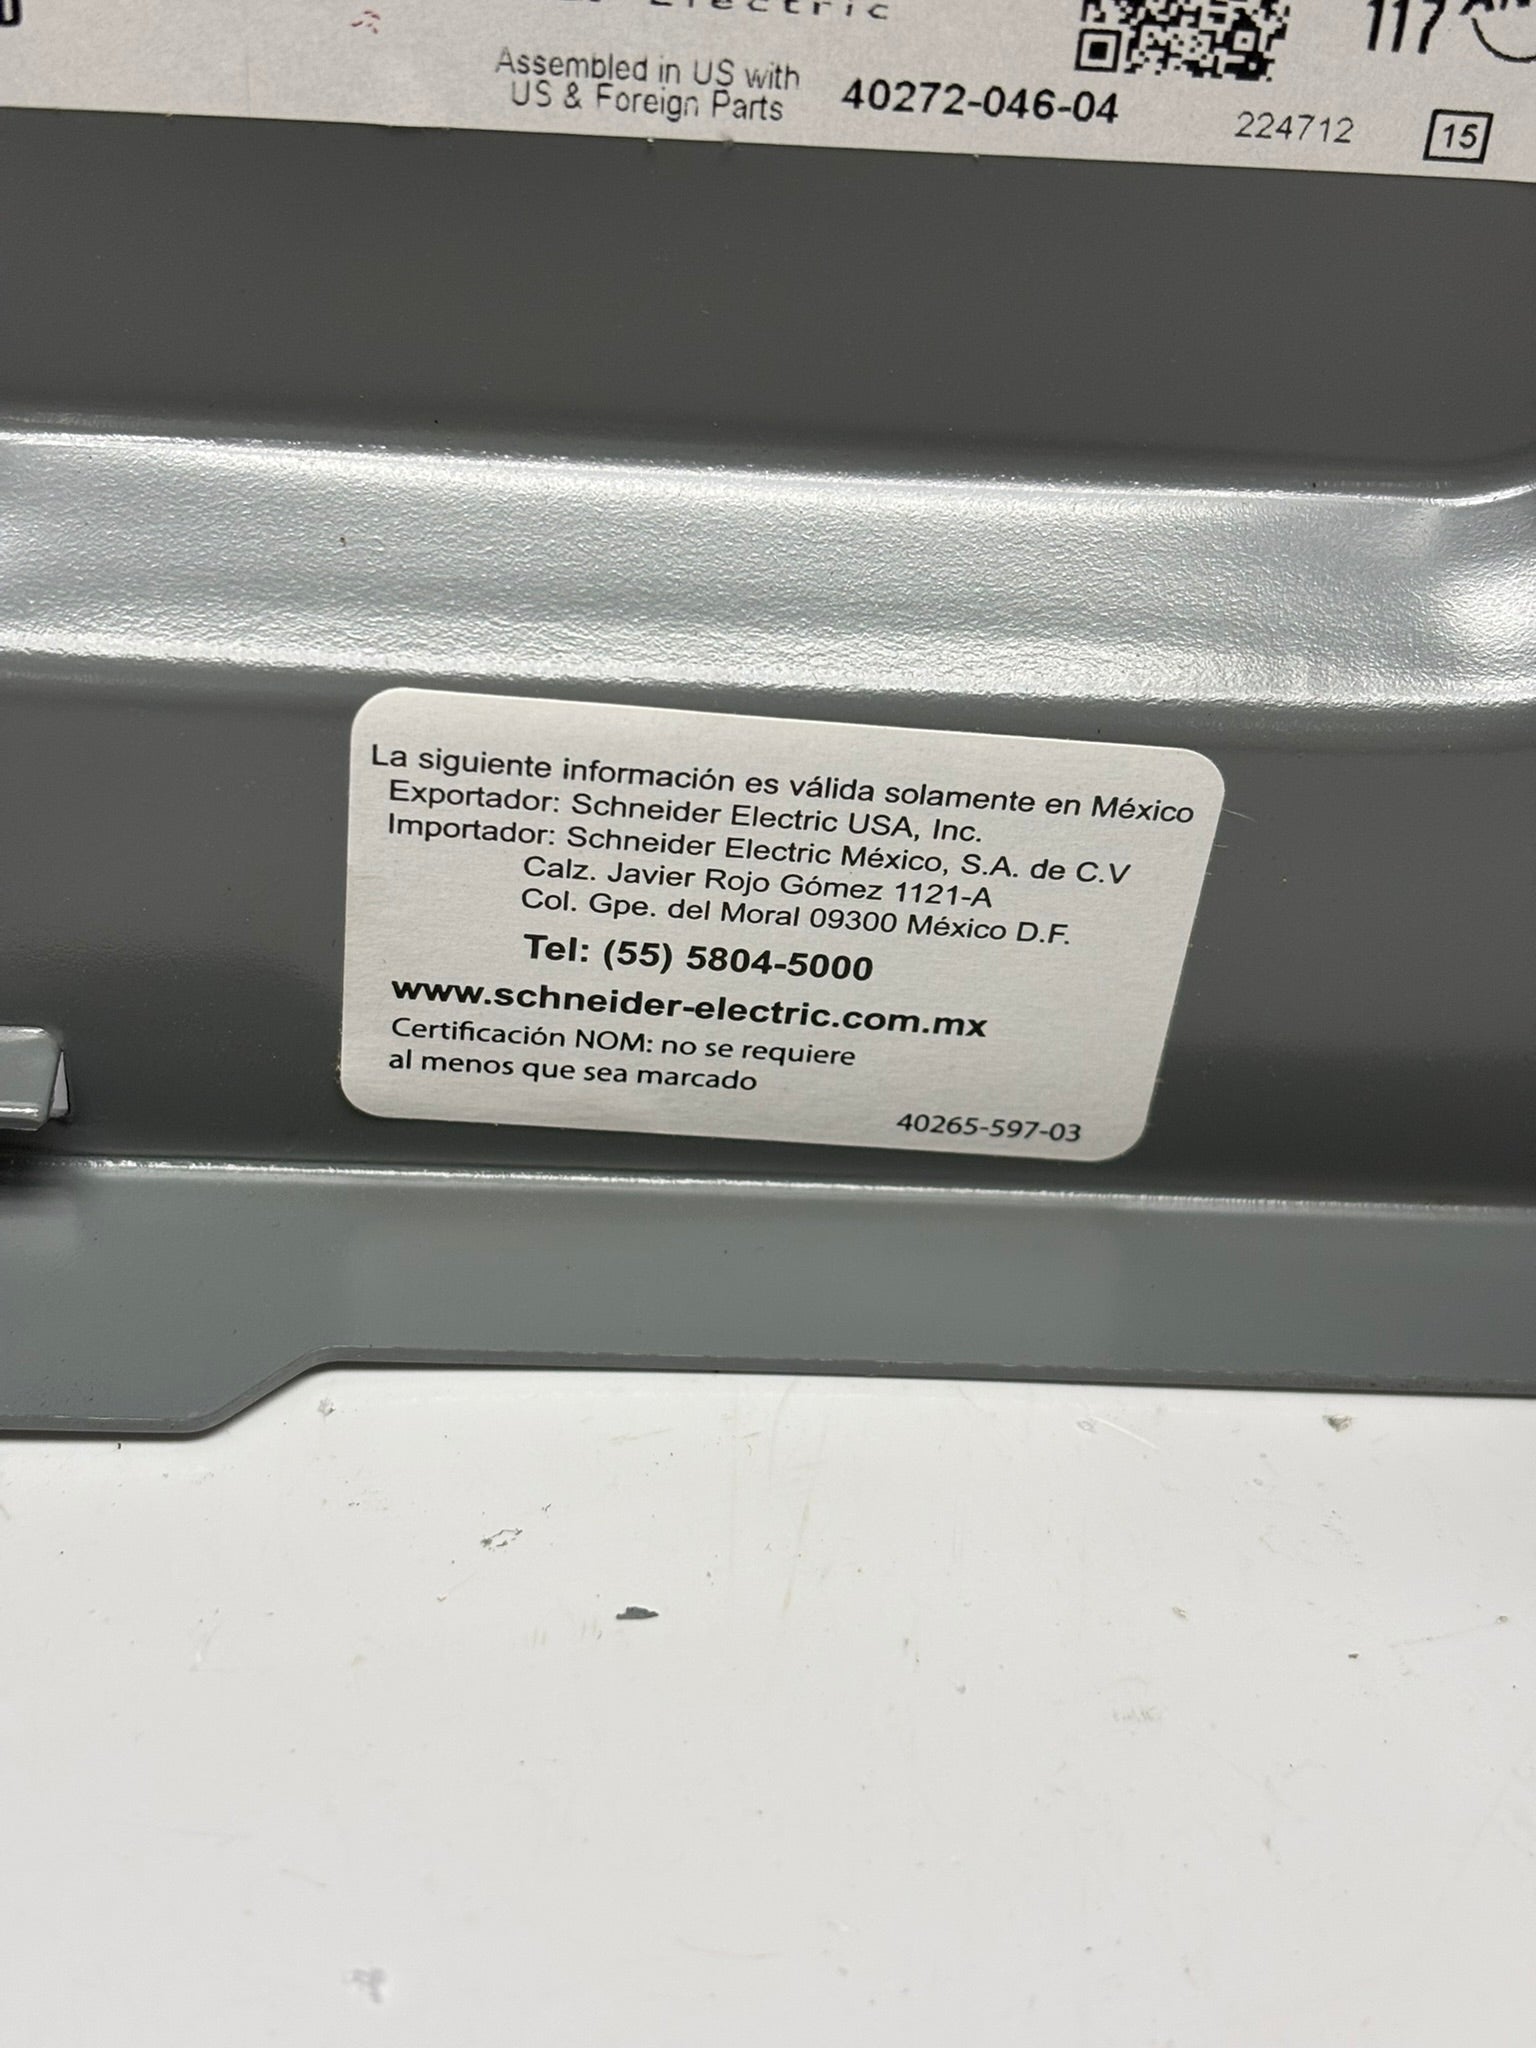 Electric
117
Assembled in US with
US & Foreign Parts
40272-046-04
224712
15
La siguiente información es válida solamente en México
Exportador: Schneider Electric USA, Inc.
Importador: Schneider Electric México, S.A. de C.V
Calz. Javier Rojo Gómez 1121-A
Col. Gpe. del Moral 09300 México D.F.
Tel: (55) 5804-5000
www.schneider-electric.com.mx
Certificación NOM: no se requiere
al menos que sea marcado
40265-597-03